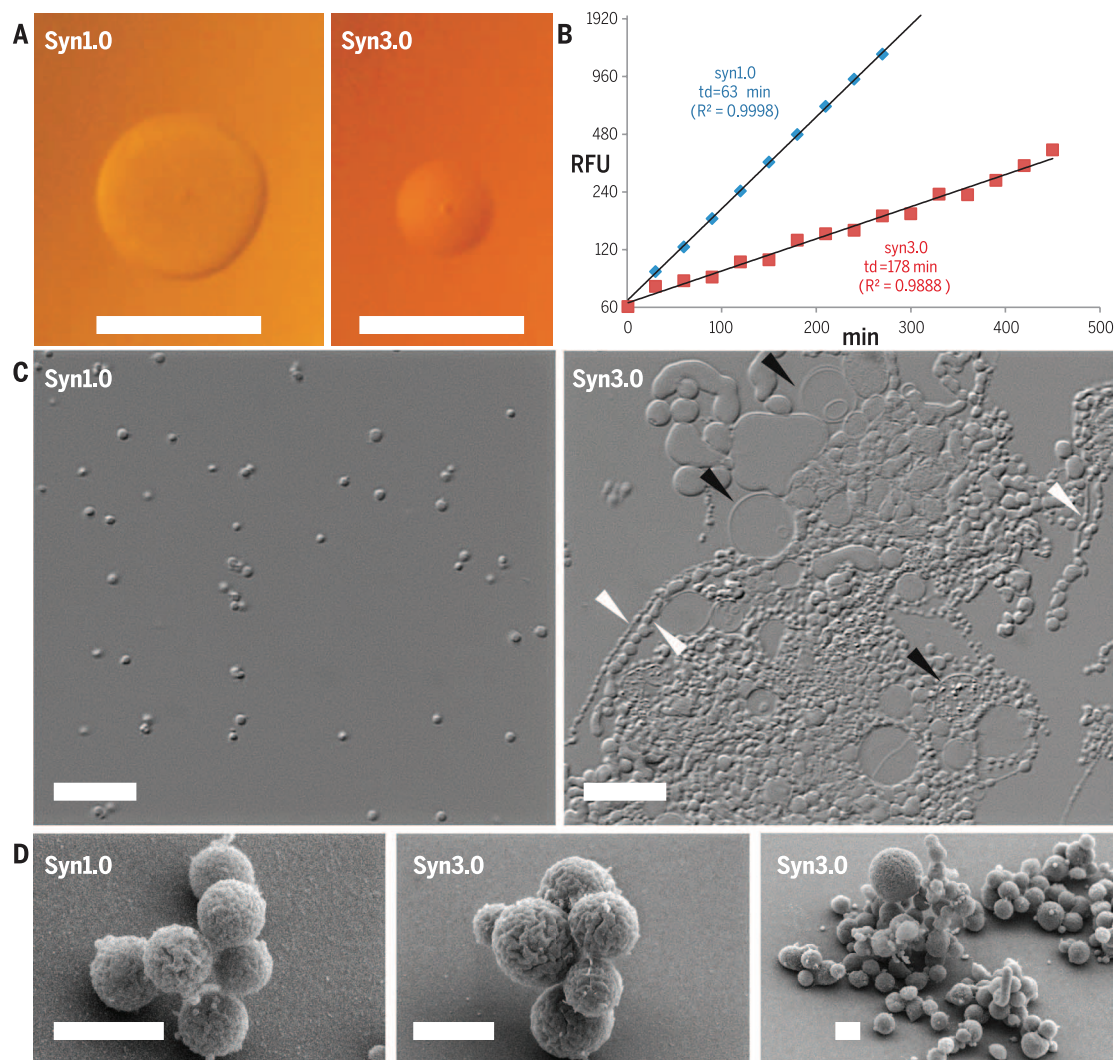 A
Syn1.0
Syn3.0
B
1920
960
480
RFU
240
120
60
0
100
200
300
400
500
min
syn1.0
td=63 min
(R² = 0.9998)
syn3.0
td=178 min
(R² = 0.9888)
C
Syn1.0
Syn3.0
D
Syn1.0
Syn3.0
Syn3.0